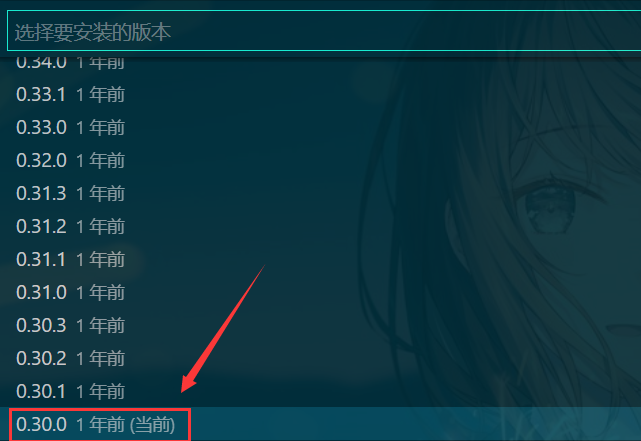 选择要安装的版本
0.34.0 1 年前
0.33.1 1 年前
0.33.0 1 年前
0.32.0 1 年前
0.31.3 1 年前
0.31.2 1 年前
0.31.1 1 年前
0.31.0 1 年前
0.30.3 1 年前
0.30.2 1 年前
0.30.1 1 年前
0.30.0 1 年前 (当前)